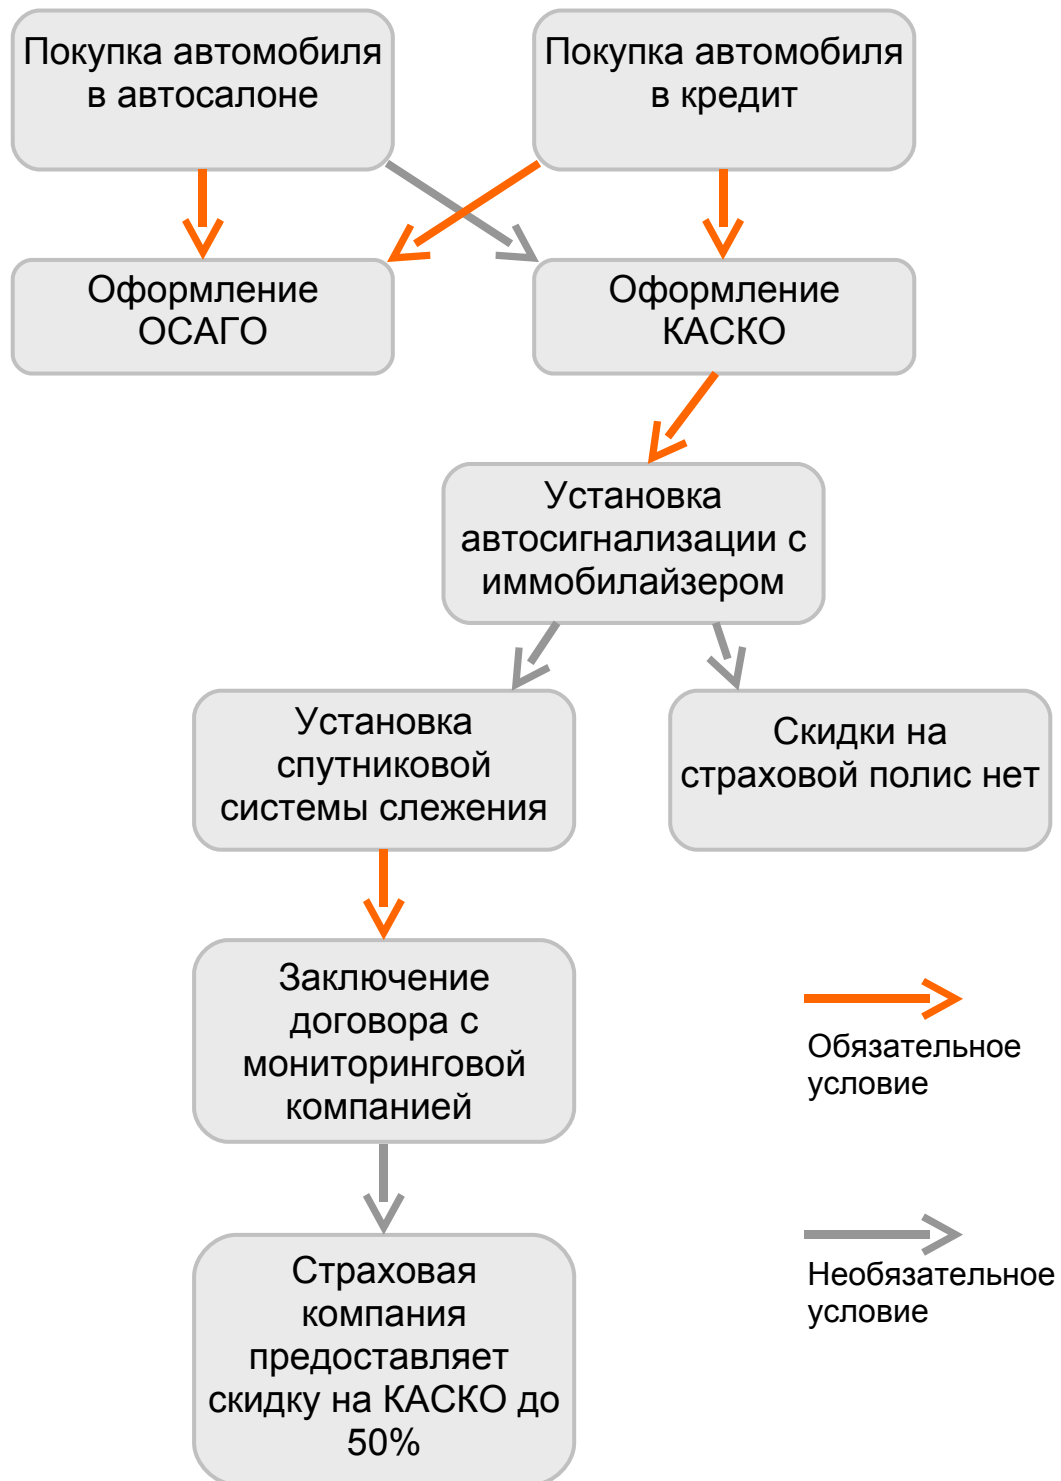 Покупка автомобиля
в автосалоне
Покупка автомобиля
в кредит
Оформление
ОСАГО
Оформление
КАСКО
Установка
автосигнализации с
иммобилайзером
Установка
спутниковой
системы слежения
Скидки на
страховой полис нет
Заключение
договора с
мониторинговой
компанией
Обязательное
условие
Страховая
компания
предоставляет
скидку на КАСКО до
50%
Необязательное
условие